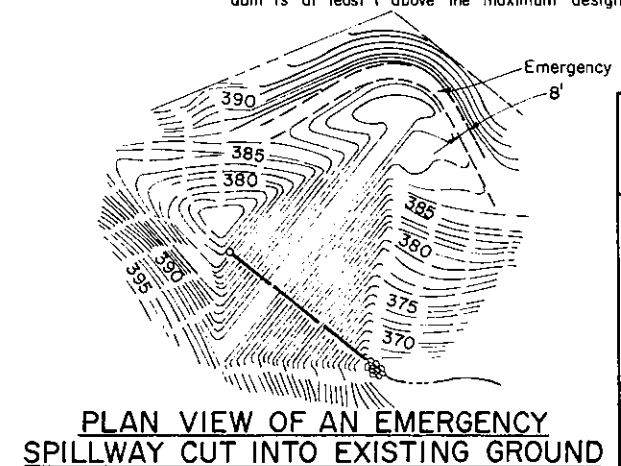 dam is at least 1' above the maximum design
Emergency
8'
390
385
380
385
380
375
370
390
395
PLAN VIEW OF AN EMERGENCY
SPILLWAY CUT INTO EXISTING GROUND